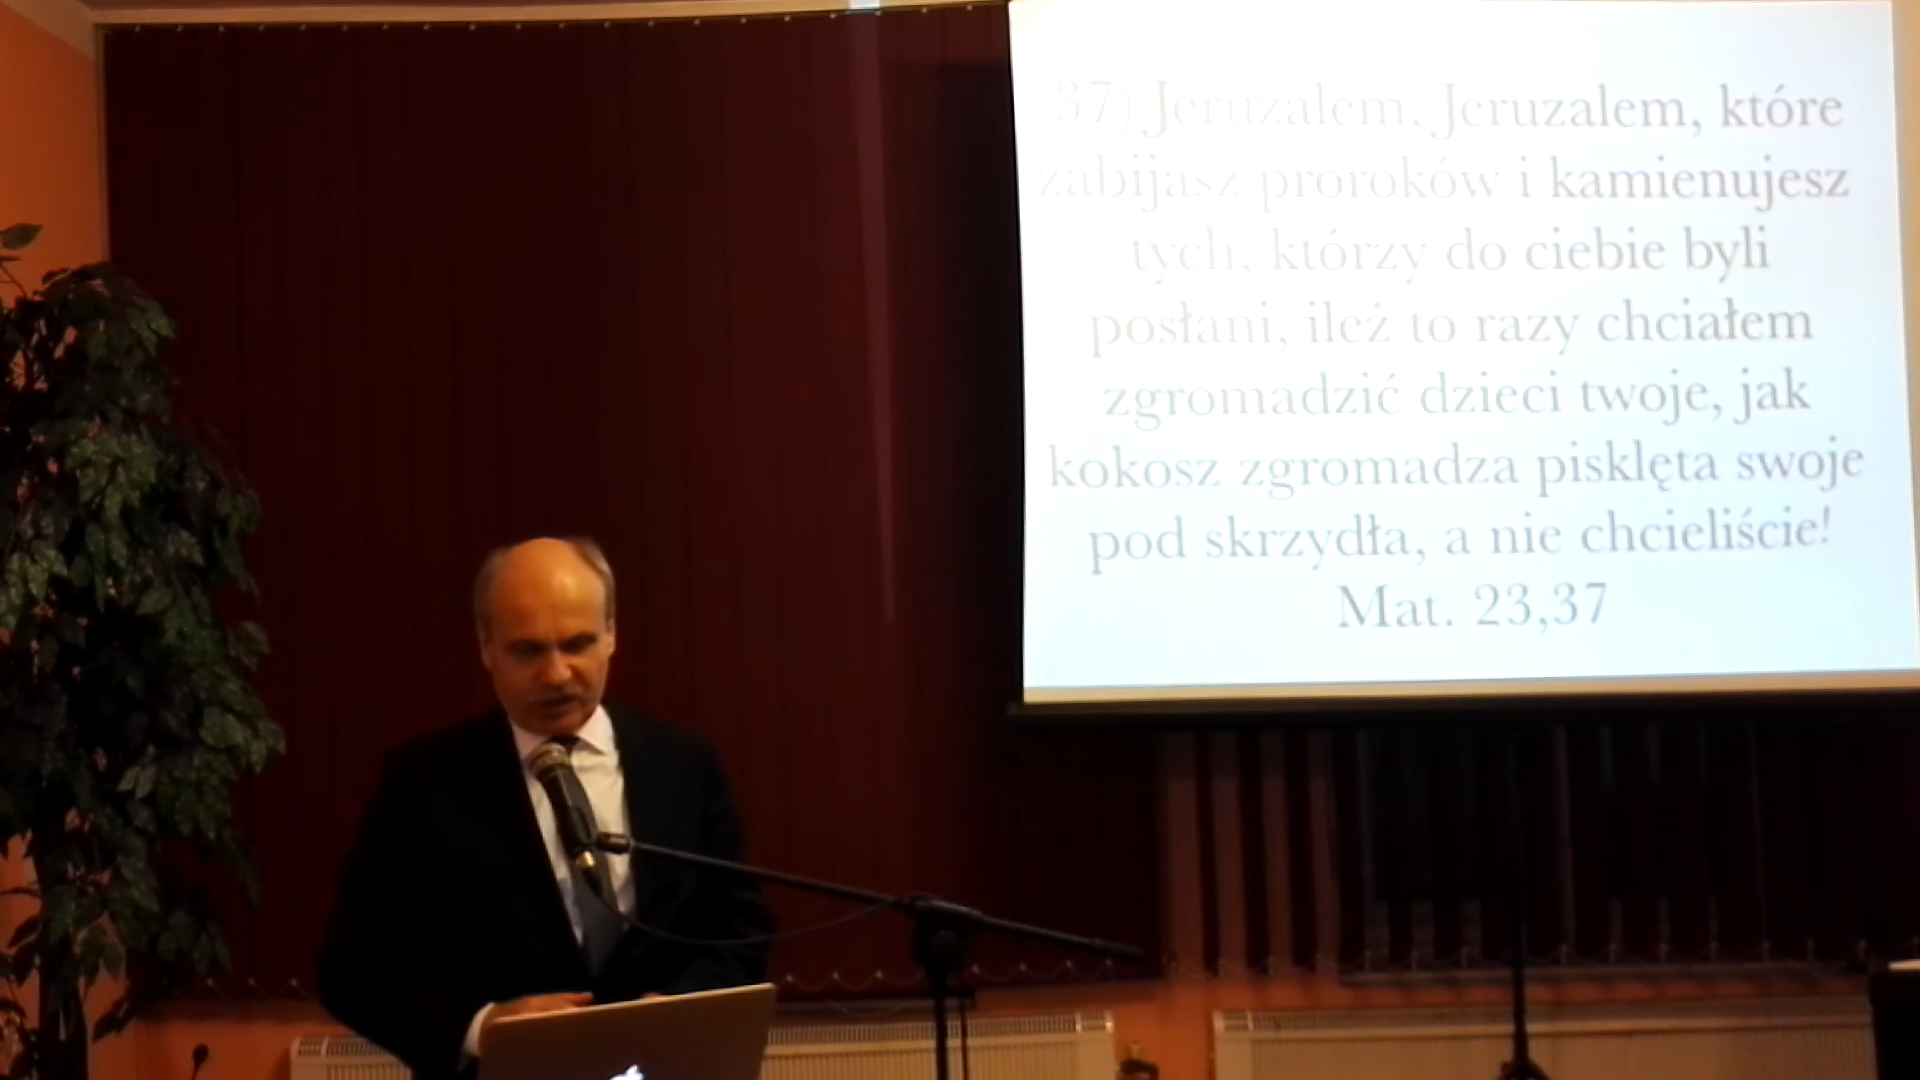 (37) Jeruzalem, Jeruzalem, które
zabijasz proroków i kamienujesz
tych, którzy do ciebie byli
posłani, ileż to razy chciałem
zgromadzić dzieci twoje, jak
kokosz zgromadza pisklęta swoje
pod skrzydła, a nie chcieliście!
Mat. 23,37